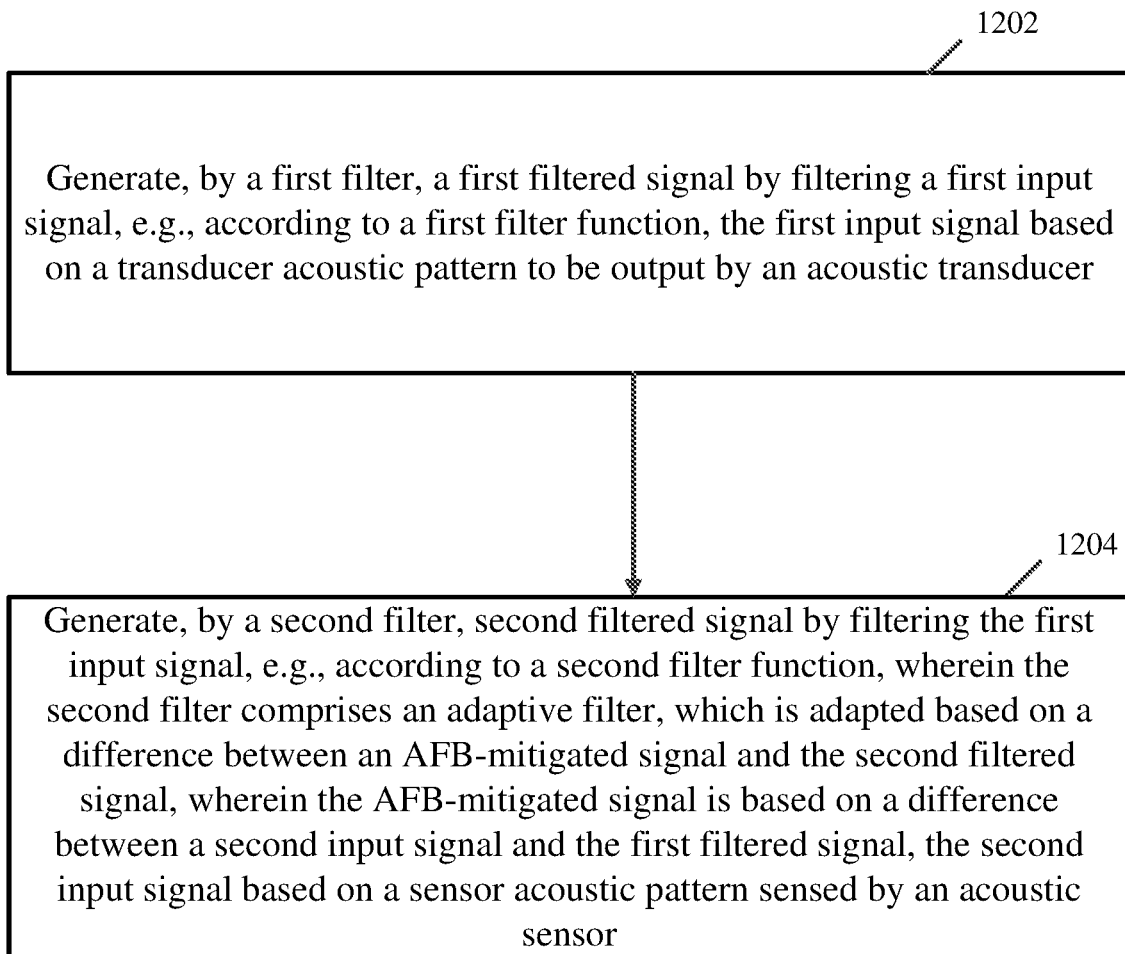 1202
Generate, by a first filter, a first filtered signal by filtering a first input
signal, e.g., according to a first filter function, the first input signal based
on a transducer acoustic pattern to be output by an acoustic transducer
1204
Generate, by a second filter, second filtered signal by filtering the first
input signal, e.g., according to a second filter function, wherein the
second filter comprises an adaptive filter, which is adapted based on a
difference between an AFB-mitigated signal and the second filtered
signal, wherein the AFB-mitigated signal is based on a difference
between a second input signal and the first filtered signal, the second
input signal based on a sensor acoustic pattern sensed by an acoustic
sensor